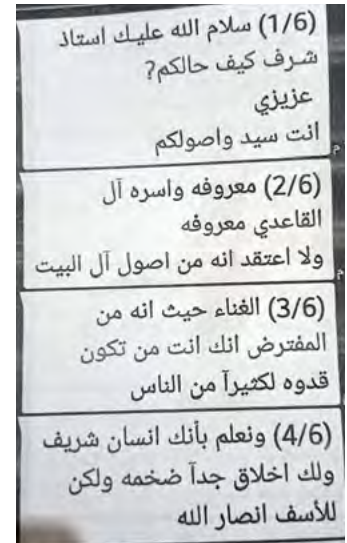 (1/6) سلام الله عليك استاذ
شرف كيف حالكم?
عزيزي
انت سيد واصولكم
(2/6) معروفه واسره آل
القاعدي معروفه
ولا اعتقد انه من اصول آل البيت
(3/6) الغناء حيث انه من
المفترض انك انت من تكون
قدوه لكثيرآ من الناس
(4/6) ونعلم بأنك انسان شريف
ولك اخلاق جدآ ضخمه ولكن
للأسف انصار الله